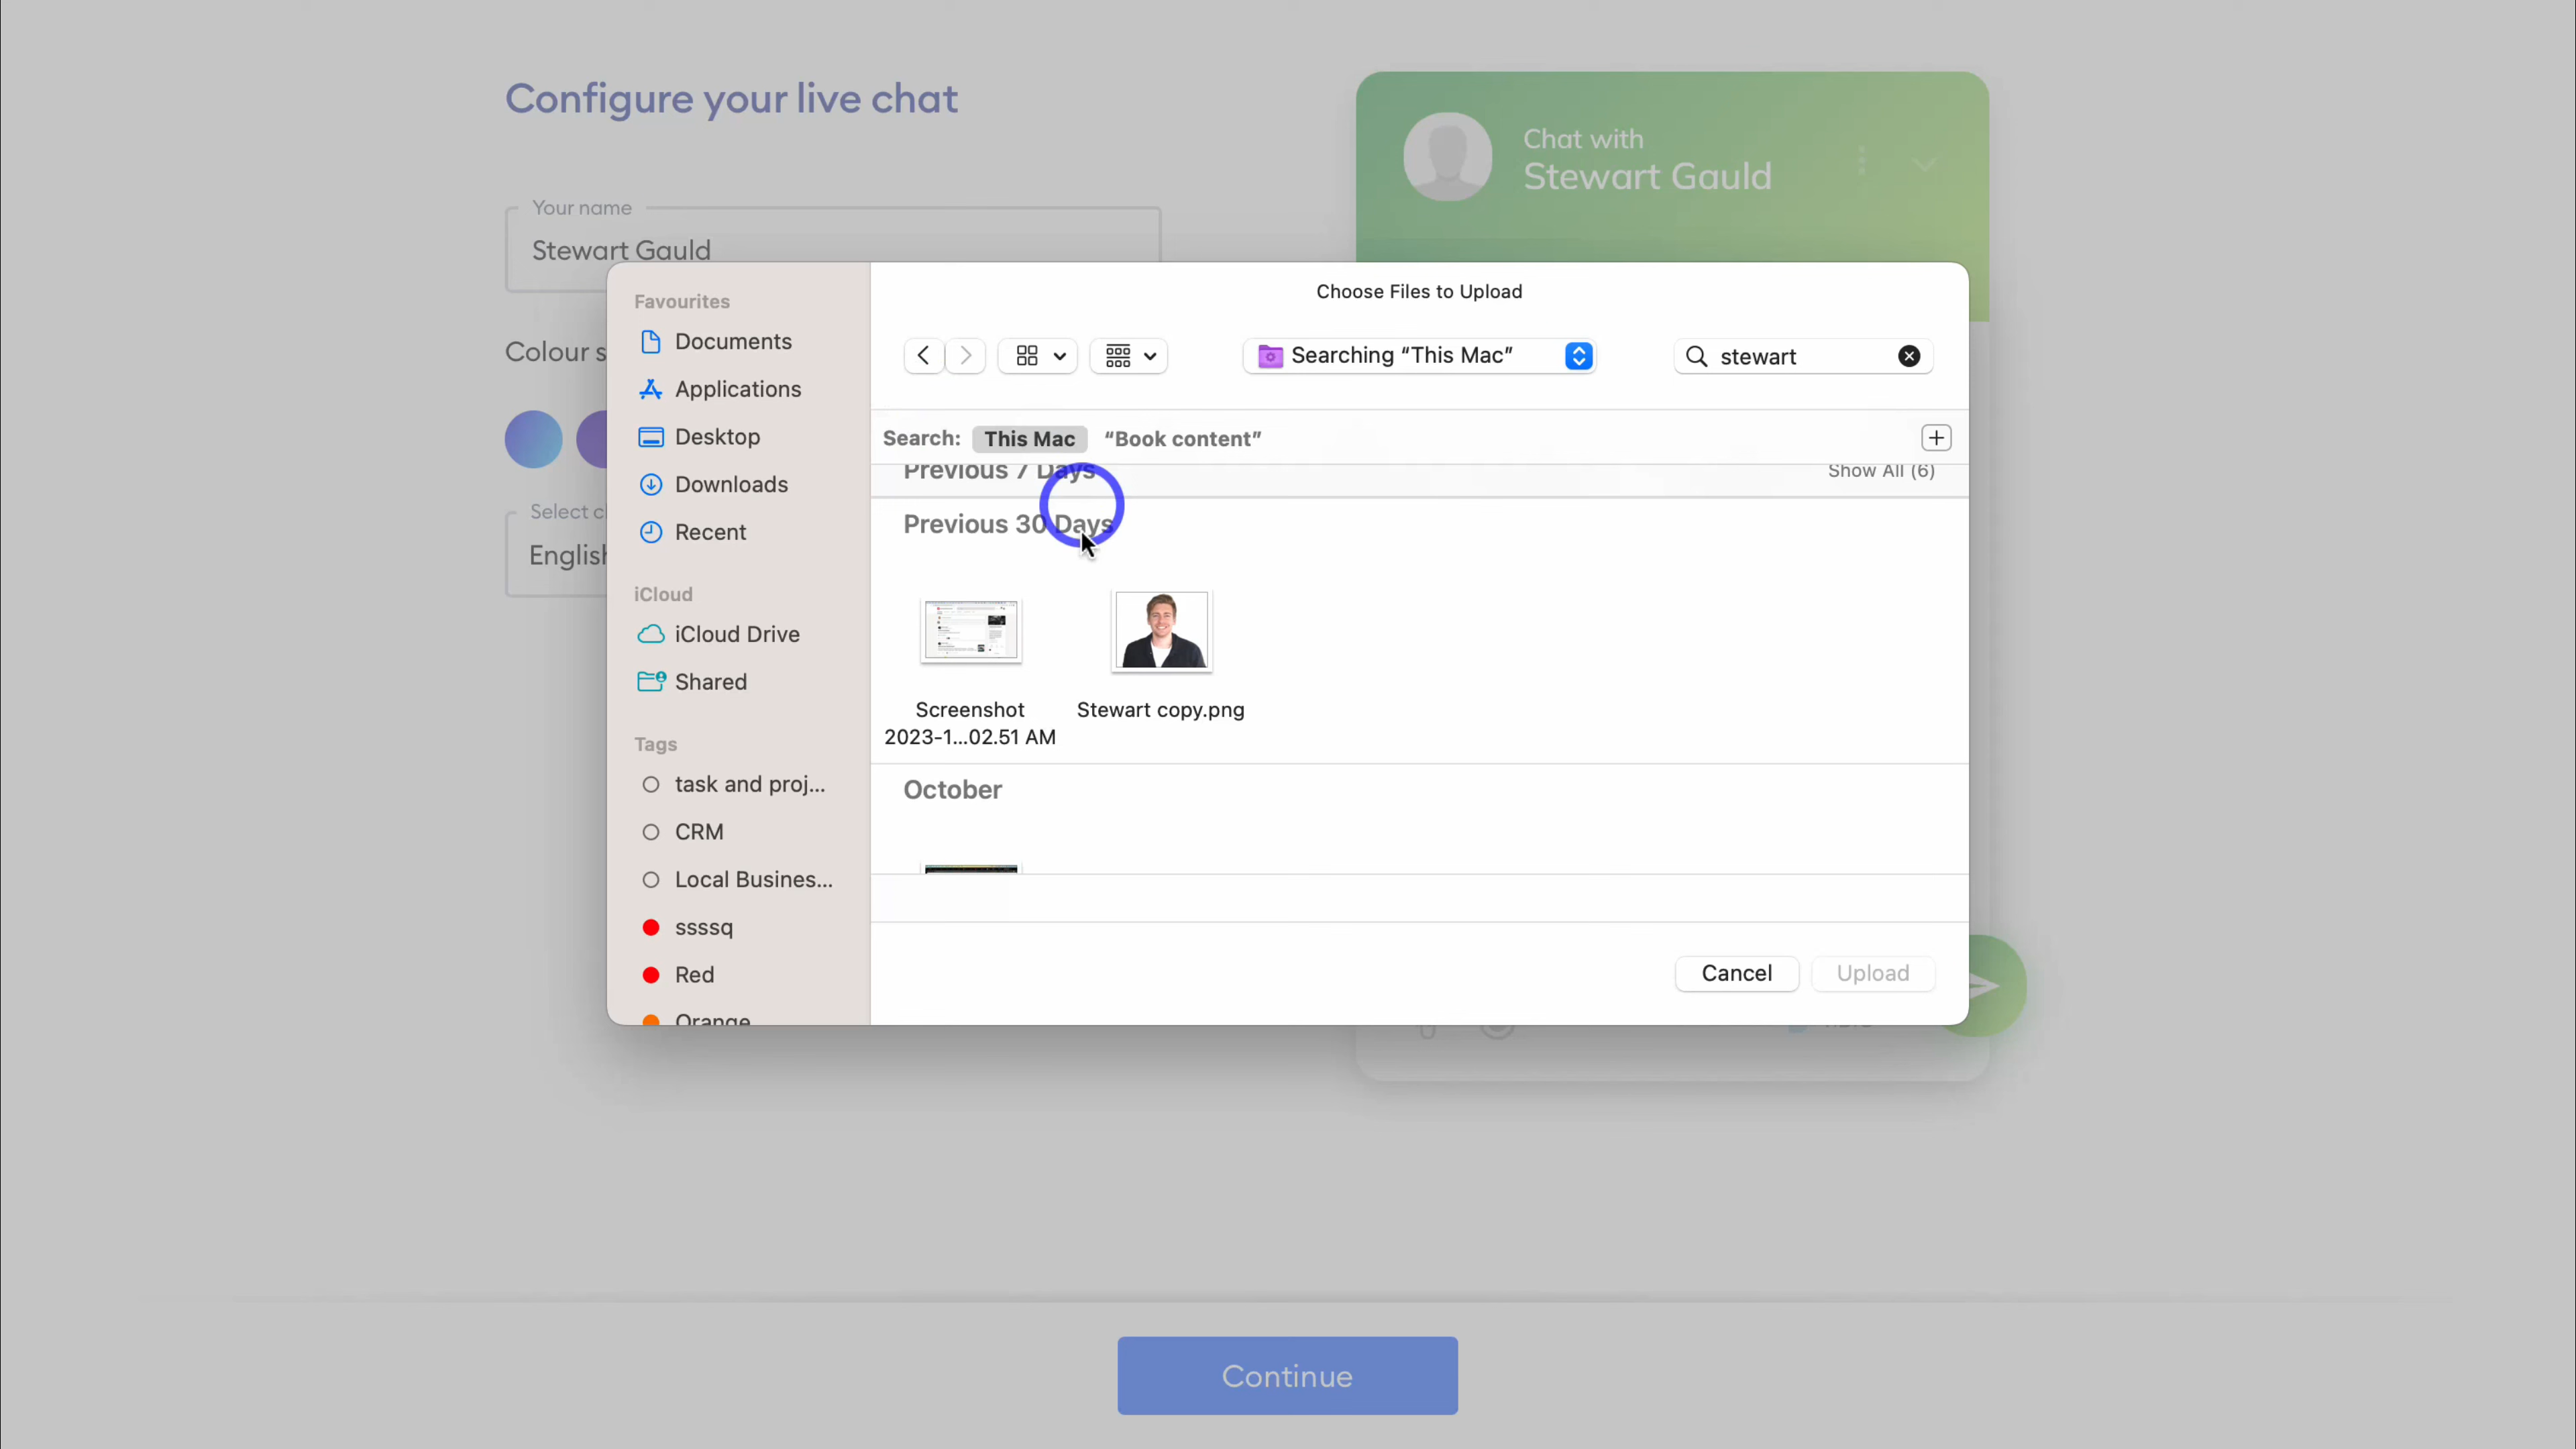 Configure your live chat
Your name
Stewart Gauld
Colour s
Select cl
English
Chat with
Stewart Gauld
Choose Files to Upload
Favourites
Documents
Applications
Desktop
Downloads
Recent
iCloud
iCloud Drive
Shared
Tags
task and proj...
CRM
Local Busines...
ssssq
Red
Orange
Searching “This Mac”
stewart
Search: This Mac “Book content”
Previous 7 Days
Show All (6)
Previous 30 Days
Screenshot
2023-1...02.51 AM
Stewart copy.png
October
Cancel
Upload
Continue